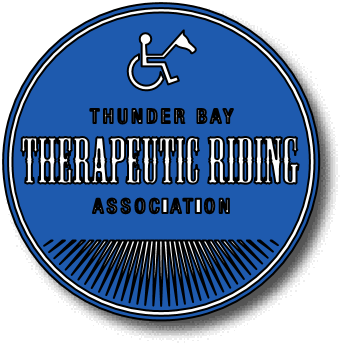 THUNDER BAY
THERAPEUTIC RIDING
ASSOCIATION